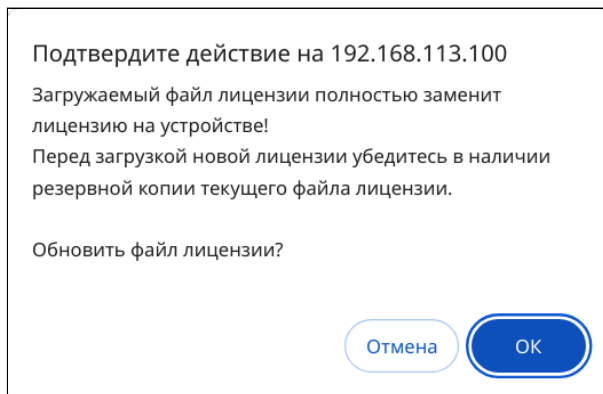 Подтвердите действие на 192.168.113.100
Загружаемый файл лицензии полностью заменит
лицензию на устройстве!
Перед загрузкой новой лицензии убедитесь в наличии
резервной копии текущего файла лицензии.
Обновить файл лицензии?
Отмена
ОК